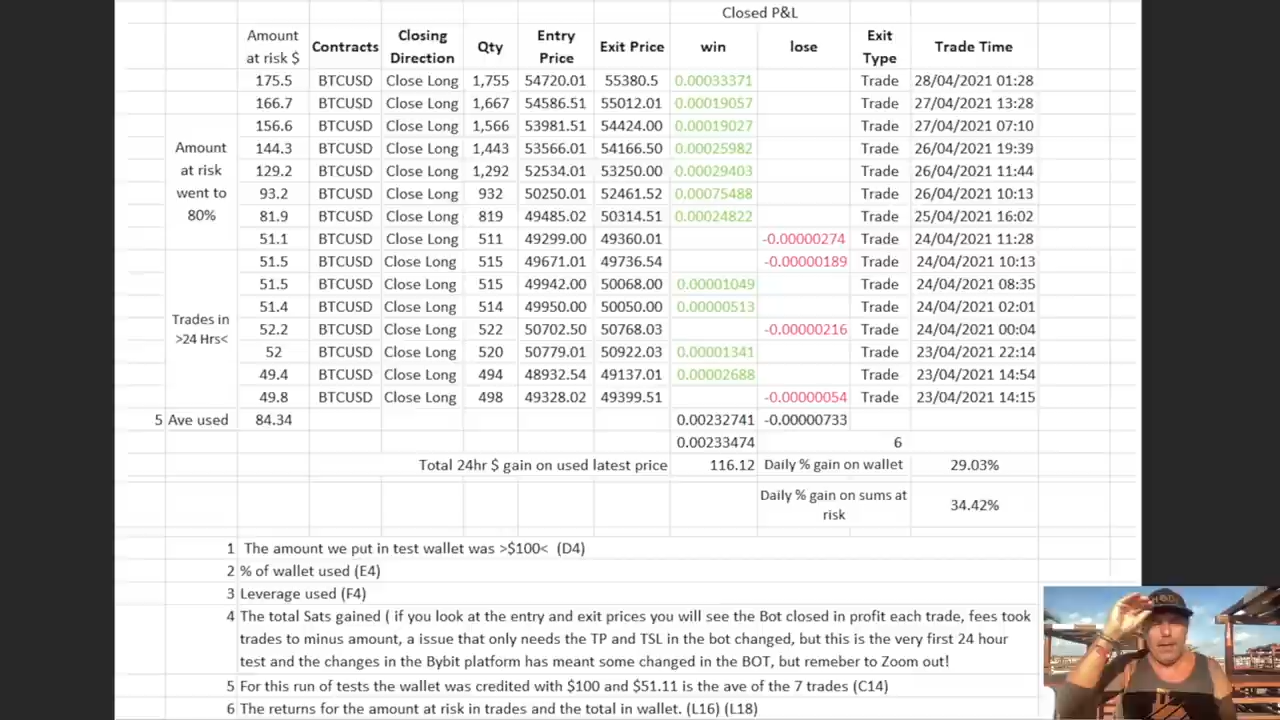 Closed P&L
Amount at risk $ Contracts Closing Direction Qty Entry Price Exit Price win lose Exit Type Trade Time
175.5 BTCUSD Close Long 1,755 54720.01 55380.5 0.00033371 Trade 28/04/2021 01:28
166.7 BTCUSD Close Long 1,667 54586.51 55012.01 0.00019057 Trade 27/04/2021 13:28
156.6 BTCUSD Close Long 1,566 53981.51 54424.00 0.00019027 Trade 27/04/2021 07:10
144.3 BTCUSD Close Long 1,443 53566.01 54166.50 0.00025982 Trade 26/04/2021 19:39
129.2 BTCUSD Close Long 1,292 52534.01 53250.00 0.00029403 Trade 26/04/2021 11:44
93.2 BTCUSD Close Long 932 50251.01 52461.52 0.00075488 Trade 26/04/2021 10:13
81.9 BTCUSD Close Long 819 49485.02 50314.51 0.00024822 Trade 25/04/2021 16:02
Amount
at risk
went to
80%
51.1 BTCUSD Close Long 511 49299.00 49360.01 -0.00000274 Trade 24/04/2021 11:28
51.5 BTCUSD Close Long 515 49671.01 49736.54 -0.00000189 Trade 24/04/2021 10:13
51.5 BTCUSD Close Long 515 49942.00 50068.00 0.00001049 Trade 24/04/2021 08:35
51.4 BTCUSD Close Long 514 49950.00 50050.00 0.00000513 Trade 24/04/2021 02:01
52.2 BTCUSD Close Long 522 50702.50 50768.03 -0.00000216 Trade 24/04/2021 00:04
52 BTCUSD Close Long 520 50779.01 50922.03 0.00001341 Trade 23/04/2021 22:14
49.4 BTCUSD Close Long 494 48932.54 49137.01 0.00002688 Trade 23/04/2021 14:54
49.8 BTCUSD Close Long 498 49328.02 49399.51 -0.00000054 Trade 23/04/2021 14:15
Trades in
>24 Hrs<
5 Ave used 84.34 0.00232741 -0.00000733
0.00233474 6
Total 24hr $ gain on used latest price 116.12 Daily % gain on wallet 29.03%
Daily % gain on sums at risk 34.42%
1 The amount we put in test wallet was >$100< (D4)
2 % of wallet used (E4)
3 Leverage used (F4)
4 The total Sats gained ( if you look at the entry and exit prices you will see the Bot closed in profit each trade, fees took
trades to minus amount, a issue that only needs the TP and TSL in the bot changed, but this is the very first 24 hour
test and the changes in the Bybit platform has meant some changed in the BOT, but remeber to Zoom out!
5 For this run of tests the wallet was credited with $100 and $51.11 is the ave of the 7 trades (C14)
6 The returns for the amount at risk in trades and the total in wallet. (L16) (L18)